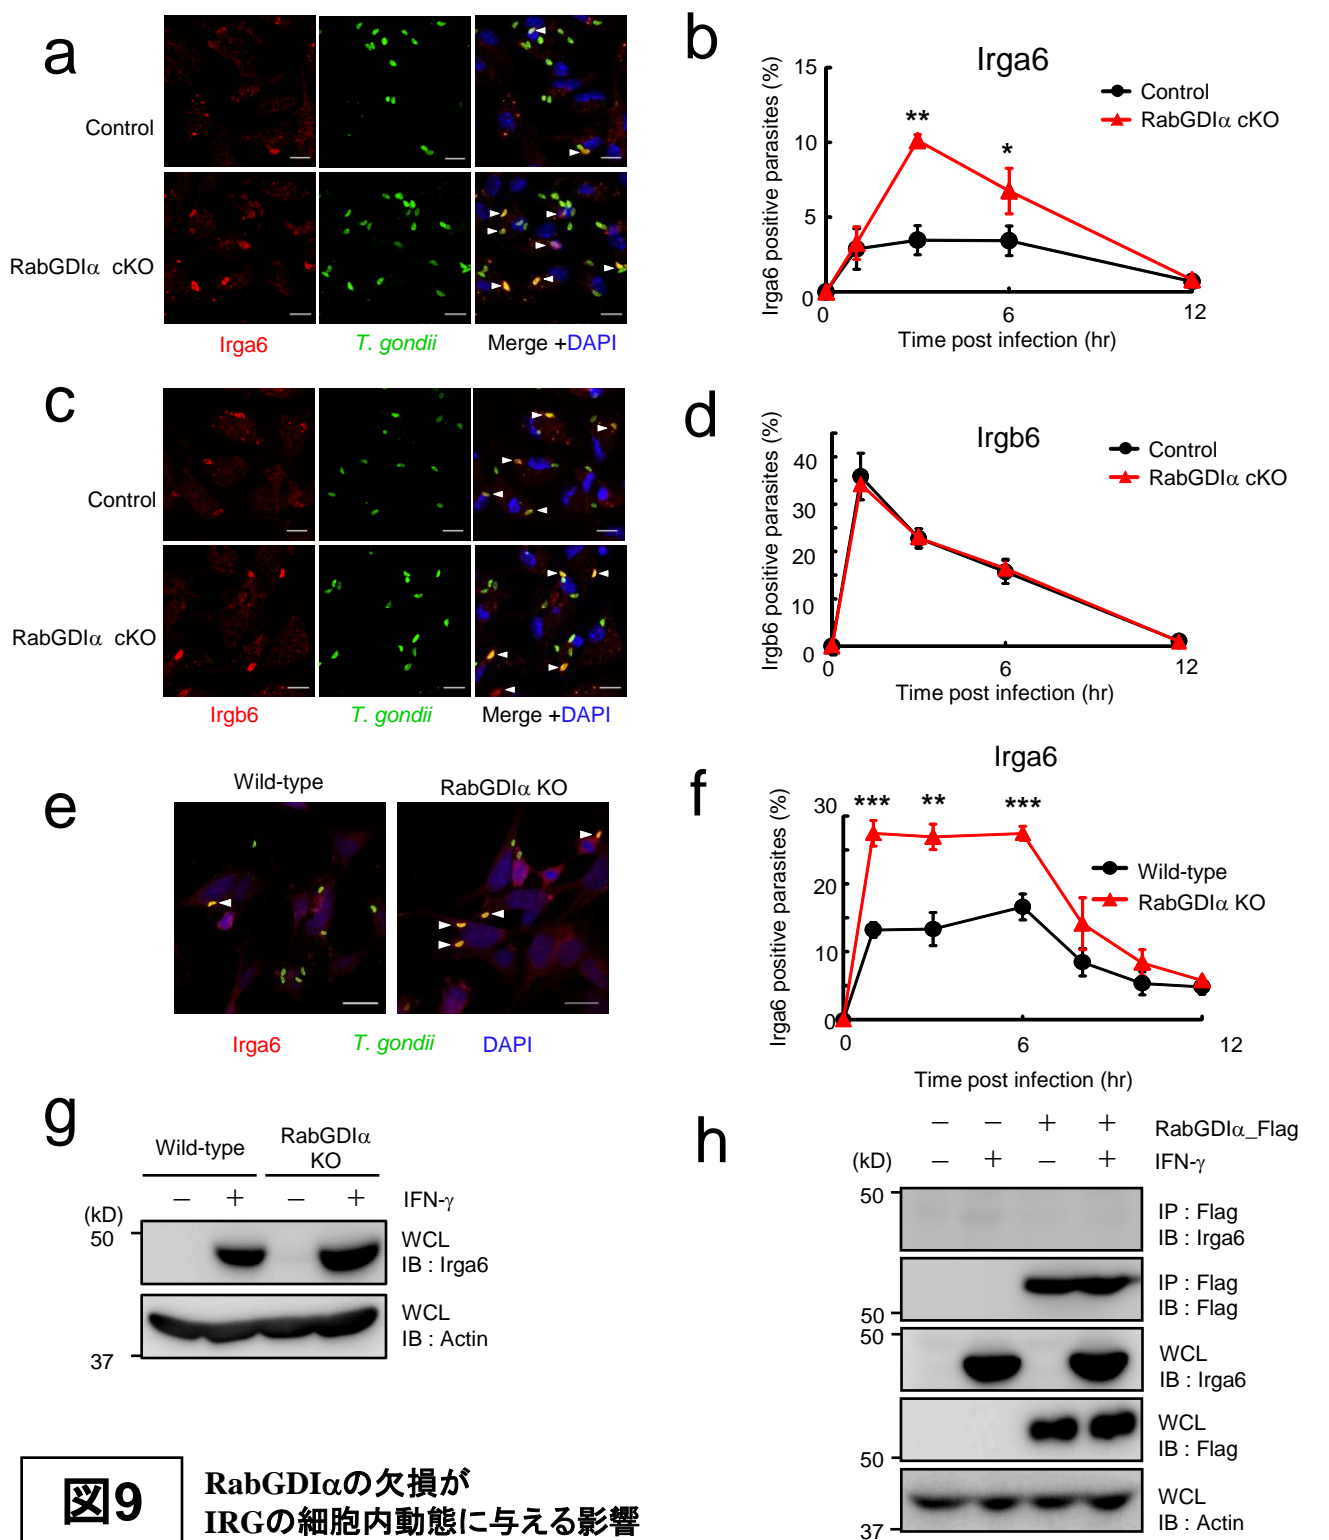 a
Control
RabGDIα cKO
Irga6
T. gondii
Merge +DAPI
b
Irga6
Irga6 positive parasites (%)
15
10
5
0
**
*
Control
RabGDIα cKO
0
6
12
Time post infection (hr)
c
Control
RabGDIα cKO
Irgb6
T. gondii
Merge +DAPI
d
Irgb6
Irgb6 positive parasites (%)
40
30
20
10
0
Control
RabGDIα cKO
0
6
12
Time post infection (hr)
e
Wild-type
RabGDIα KO
Irga6
T. gondii
DAPI
f
Irga6
Irga6 positive parasites (%)
30
20
10
0
***
**
***
Wild-type
RabGDIα KO
0
6
12
Time post infection (hr)
g
Wild-type
RabGDIα
KO
− + − + IFN-γ
(kD)
50
WCL
IB : Irga6
WCL
IB : Actin
37
h
− − + + RabGDIα_Flag
(kD) − + − + IFN-γ
50
IP : Flag
IB : Irga6
IP : Flag
IB : Flag
50
50
WCL
IB : Irga6
WCL
IB : Flag
50
WCL
IB : Actin
37
図9
RabGDIαの欠損が
IRGの細胞内動態に与える影響